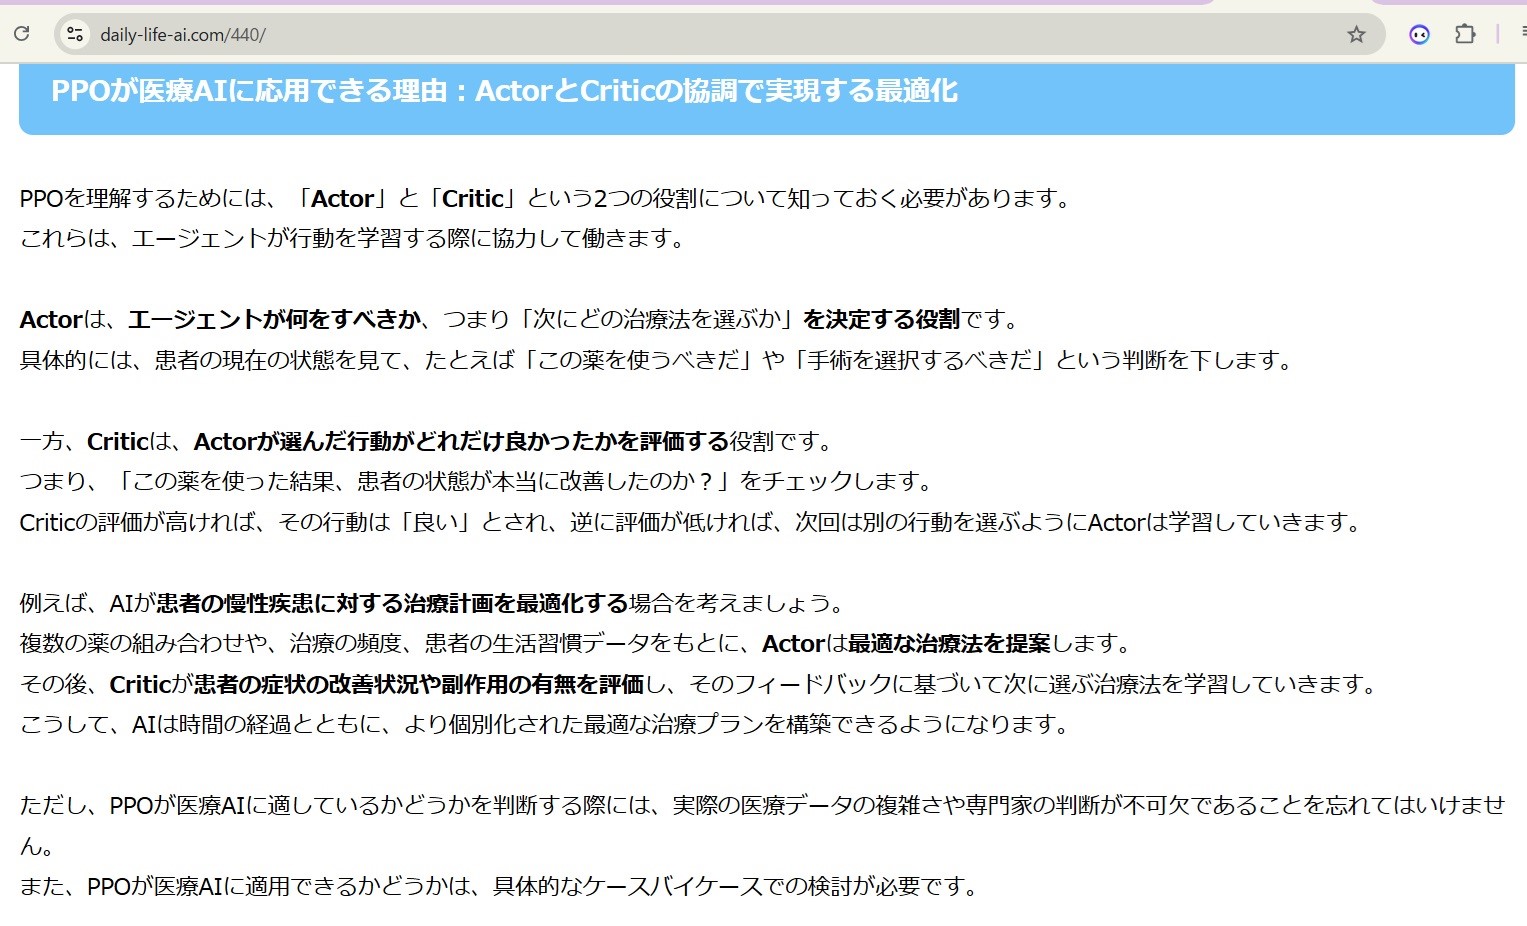 daily-life-ai.com/440/
PPOが医療AIに応用できる理由：ActorとCriticの協調で実現する最適化
PPOを理解するためには、「Actor」と「Critic」という2つの役割について知っておく必要があります。
これらは、エージェントが行動を学習する際に協力して働きます。
Actorは、エージェントが何をすべきか、つまり「次にどの治療法を選ぶか」を決定する役割です。
具体的には、患者の現在の状態を見て、たとえば「この薬を使うべきだ」や「手術を選択するべきだ」という判断を下します。
一方、Criticは、Actorが選んだ行動がどれだけ良かったかを評価する役割です。
つまり、「この薬を使った結果、患者の状態が本当に改善したのか？」をチェックします。
Criticの評価が高ければ、その行動は「良い」とされ、逆に評価が低ければ、次回は別の行動を選ぶようにActorは学習していきます。
例えば、AIが患者の慢性疾患に対する治療計画を最適化する場合を考えましょう。
複数の薬の組み合わせや、治療の頻度、患者の生活習慣データをもとに、Actorは最適な治療法を提案します。
その後、Criticが患者の症状の改善状況や副作用の有無を評価し、そのフィードバックに基づいて次に選ぶ治療法を学習していきます。
こうして、AIは時間の経過とともに、より個別化された最適な治療プランを構築できるようになります。
ただし、PPOが医療AIに適しているかどうかを判断する際には、実際の医療データの複雑さや専門家の判断が不可欠であることを忘れてはいけませ
ん。
また、PPOが医療AIに適用できるかどうかは、具体的なケースバイケースでの検討が必要です。